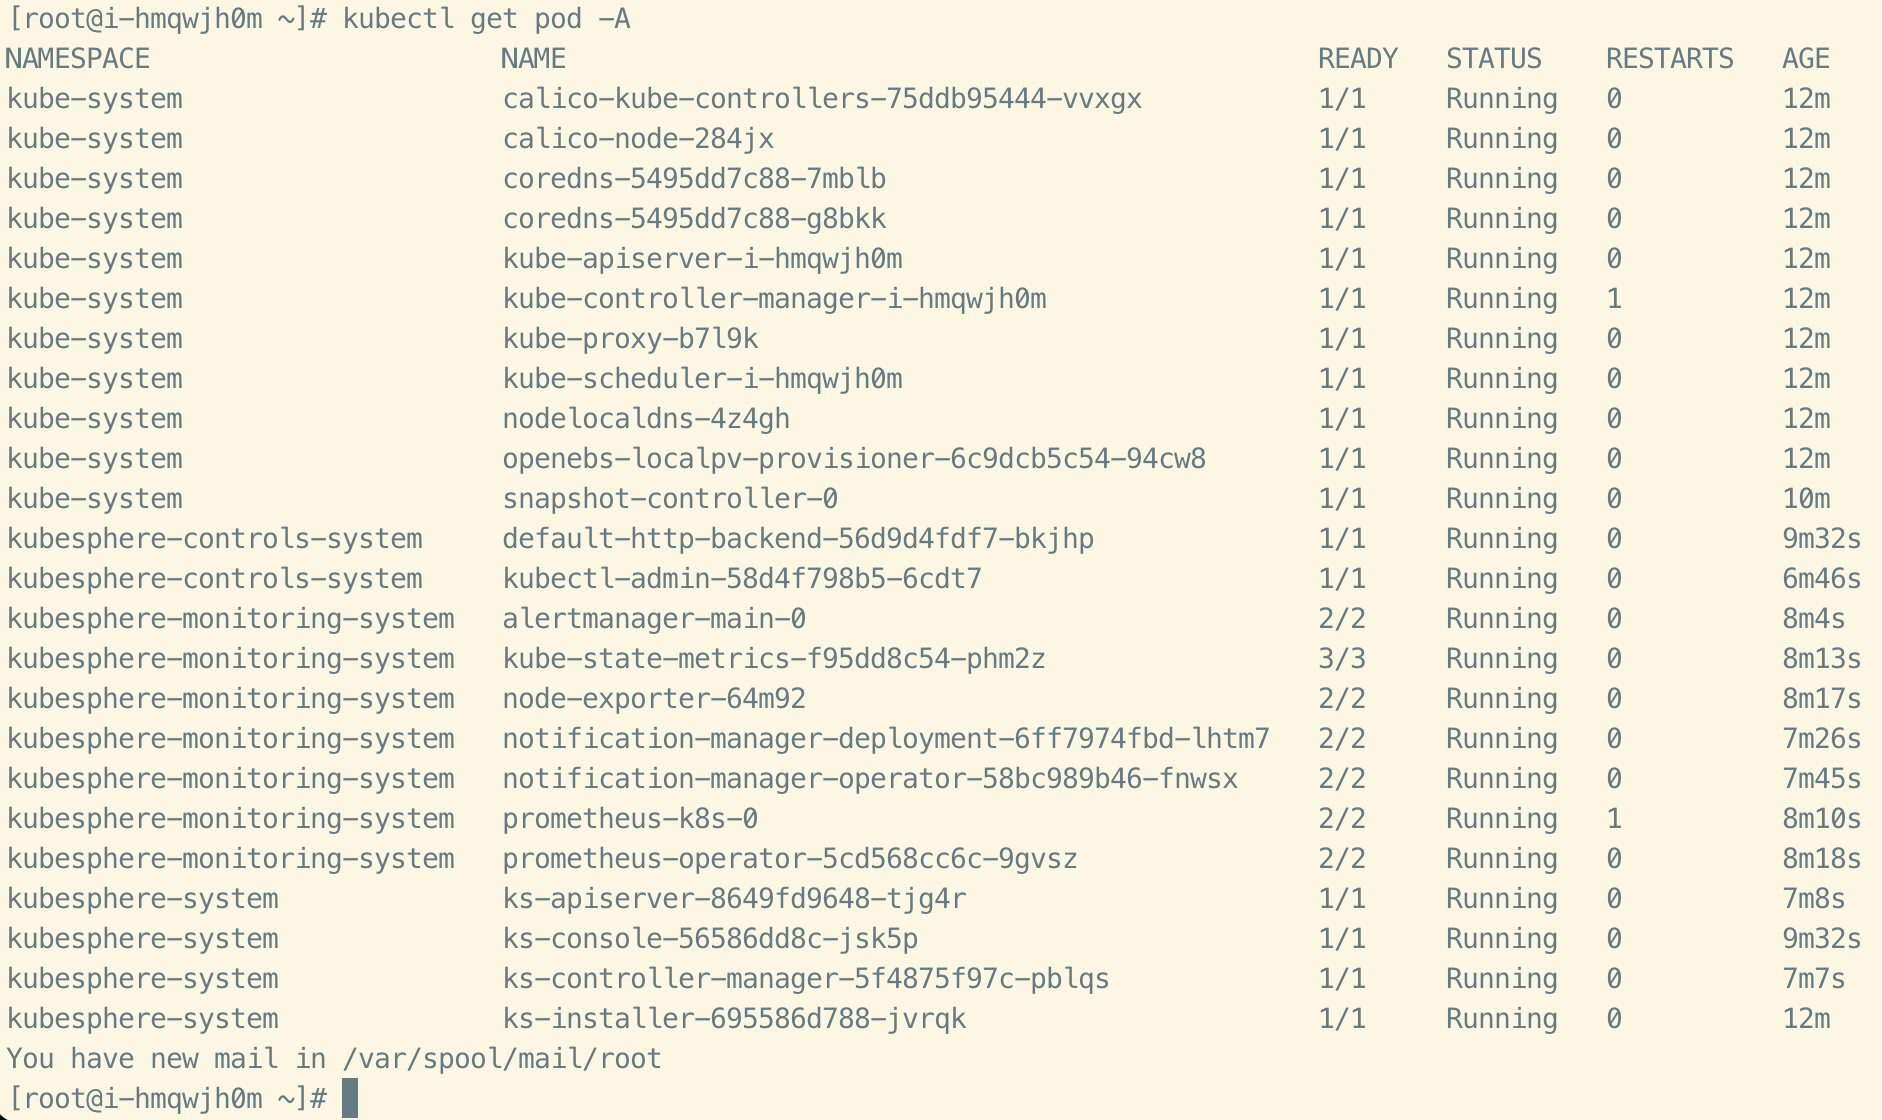 [root@i-hmqwjh0m ~]# kubectl get pod -A
NAMESPACE NAME READY STATUS RESTARTS AGE
kube-system calico-kube-controllers-75ddb95444-vvxgx 1/1 Running 0 12m
kube-system calico-node-284jx 1/1 Running 0 12m
kube-system coredns-5495dd7c88-7mblb 1/1 Running 0 12m
kube-system coredns-5495dd7c88-g8bkk 1/1 Running 0 12m
kube-system kube-apiserver-i-hmqwjh0m 1/1 Running 0 12m
kube-system kube-controller-manager-i-hmqwjh0m 1/1 Running 1 12m
kube-system kube-proxy-b7l9k 1/1 Running 0 12m
kube-system kube-scheduler-i-hmqwjh0m 1/1 Running 0 12m
kube-system nodelocaldns-4z4gh 1/1 Running 0 12m
kube-system openebs-localpv-provisioner-6c9dcb5c54-94cw8 1/1 Running 0 12m
kube-system snapshot-controller-0 1/1 Running 0 10m
kubesphere-controls-system default-http-backend-56d9d4fdf7-bkjhp 1/1 Running 0 9m32s
kubesphere-controls-system kubectl-admin-58d4f798b5-6cdt7 1/1 Running 0 6m46s
kubesphere-monitoring-system alertmanager-main-0 2/2 Running 0 8m4s
kubesphere-monitoring-system kube-state-metrics-f95dd8c54-phm2z 3/3 Running 0 8m13s
kubesphere-monitoring-system node-exporter-64m92 2/2 Running 0 8m17s
kubesphere-monitoring-system notification-manager-deployment-6ff7974fbd-lhtm7 2/2 Running 0 7m26s
kubesphere-monitoring-system notification-manager-operator-58bc989b46-fnwsx 2/2 Running 0 7m45s
kubesphere-monitoring-system prometheus-k8s-0 2/2 Running 1 8m10s
kubesphere-monitoring-system prometheus-operator-5cd568cc6c-9gvsz 2/2 Running 0 8m18s
kubesphere-system ks-apiserver-8649fd9648-tjg4r 1/1 Running 0 7m8s
kubesphere-system ks-console-56586dd8c-jsk5p 1/1 Running 0 9m32s
kubesphere-system ks-controller-manager-5f4875f97c-pblqs 1/1 Running 0 7m7s
kubesphere-system ks-installer-695586d788-jvrqk 1/1 Running 0 12m
You have new mail in /var/spool/mail/root
[root@i-hmqwjh0m ~]#